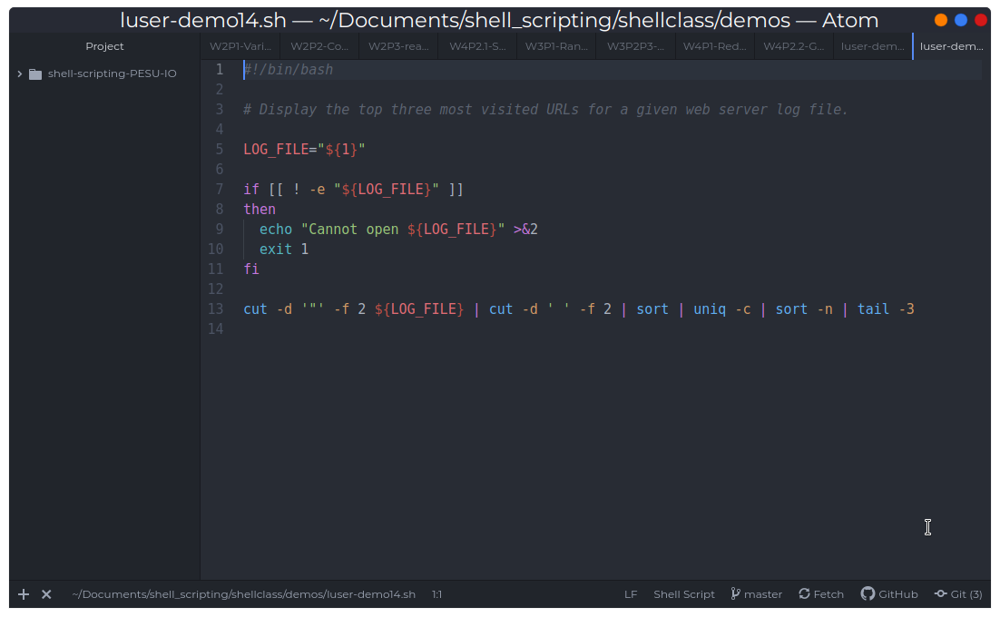 luser-demo14.sh — ~/Documents/shell_scripting/shellclass/demos — Atom
Project
W2P1-Vari... W2P2-Co... W2P3-rea... W4P2.1-S... W3P1-Ran... W3P2P3-... W4P1-Red... W4P2.2-G... luser-dem... luser-dem...
shell-scripting-PESU-IO
1 #!/bin/bash
2
3 # Display the top three most visited URLs for a given web server log file.
4
5 LOG_FILE="${1}"
6
7 if [[ ! -e "${LOG_FILE}" ]]
8 then
9   echo "Cannot open ${LOG_FILE}" >&2
10   exit 1
11 fi
12
13 cut -d '"' -f 2 ${LOG_FILE} | cut -d ' ' -f 2 | sort | uniq -c | sort -n | tail -3
14
~/Documents/shell_scripting/shellclass/demos/luser-demo14.sh 1:1 LF Shell Script master Fetch GitHub Git (3)